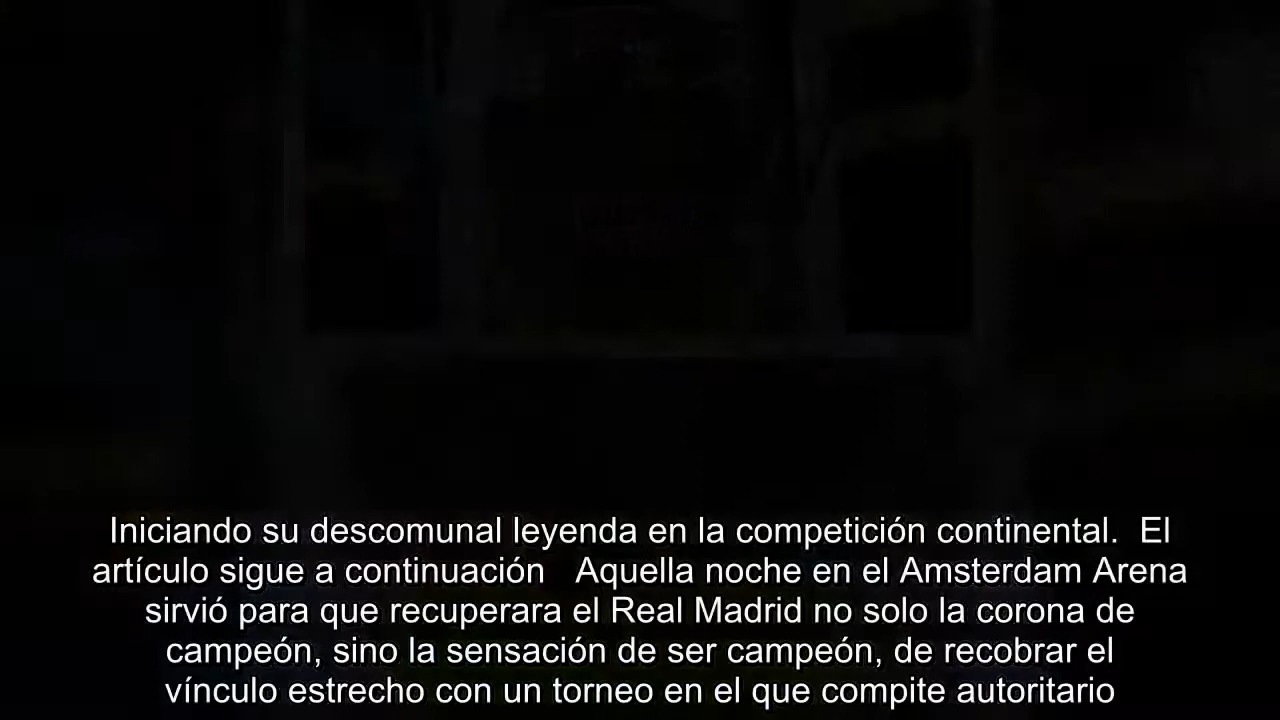 Iniciando su descomunal leyenda en la competición continental.  El
artículo sigue a continuación   Aquella noche en el Amsterdam Arena
sirvió para que recuperara el Real Madrid no solo la corona de
campeón, sino la sensación de ser campeón, de recobrar el
vínculo estrecho con un torneo en el que compite autoritario